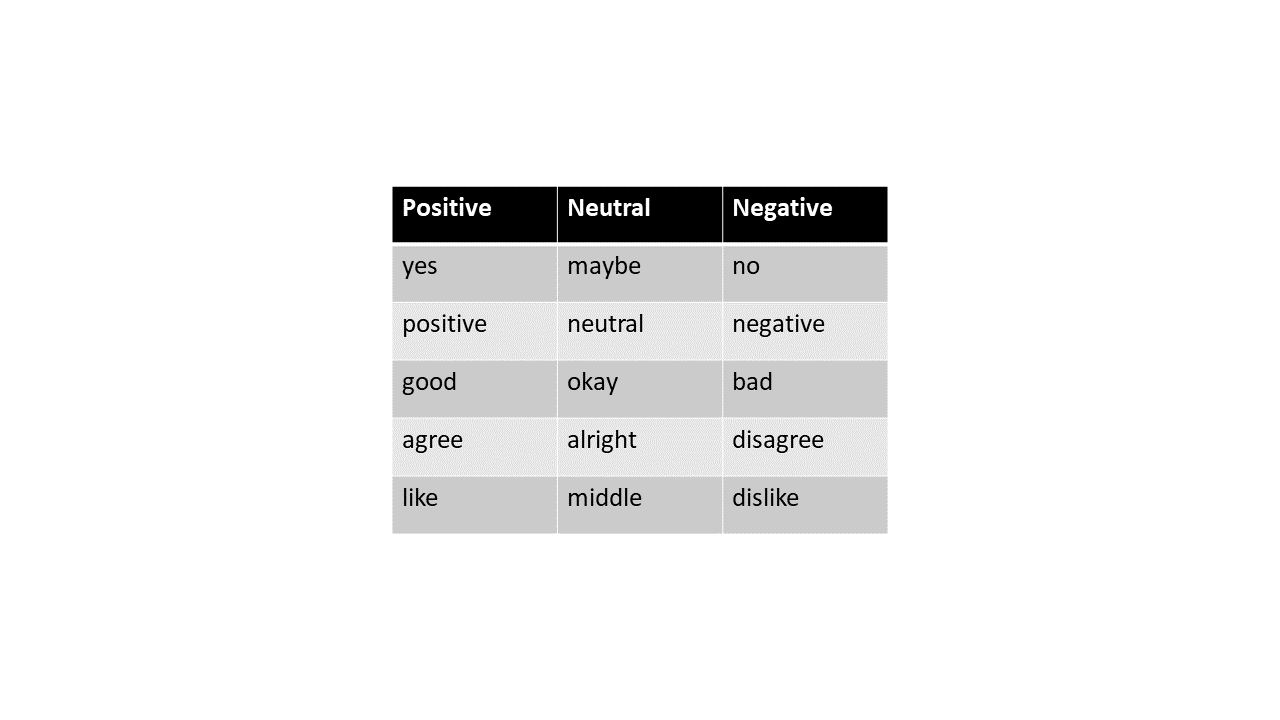 Positive Neutral Negative
yes maybe no
positive neutral negative
good okay bad
agree alright disagree
like middle dislike